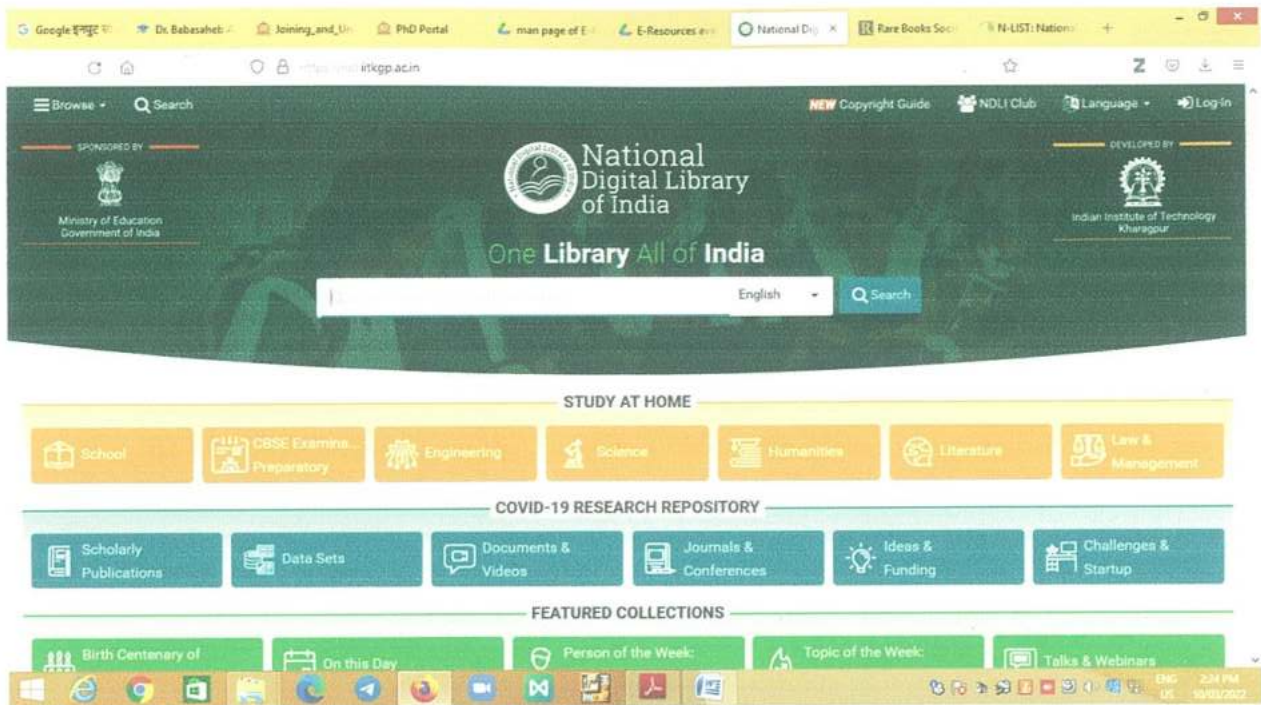 Google इनपुट
Dr. Babasaheb
Joining_and_Un
PhD Portal
man page of E
E-Resources
National Dig
Rare Books Soci
N-LIST: Nation
itkgp.ac.in
Browse
Search
NEW Copyright Guide
NDLI Club
Language
Log-in
SPONSORED BY
Ministry of Education
Government of India
National
Digital Library
of India
DEVELOPED BY
Indian Institute of Technology
Kharagpur
One Library All of India
English
Search
STUDY AT HOME
School
CBSE Examina...
Preparatory
Engineering
Science
Humanities
Literature
Law &
Management
COVID-19 RESEARCH REPOSITORY
Scholarly
Publications
Data Sets
Documents &
Videos
Journals &
Conferences
Ideas &
Funding
Challenges &
Startup
FEATURED COLLECTIONS
Birth Centenary of
On this Day
Person of the Week:
Topic of the Week:
Talks & Webinars
ENG 2:24 PM
US 10/03/2022